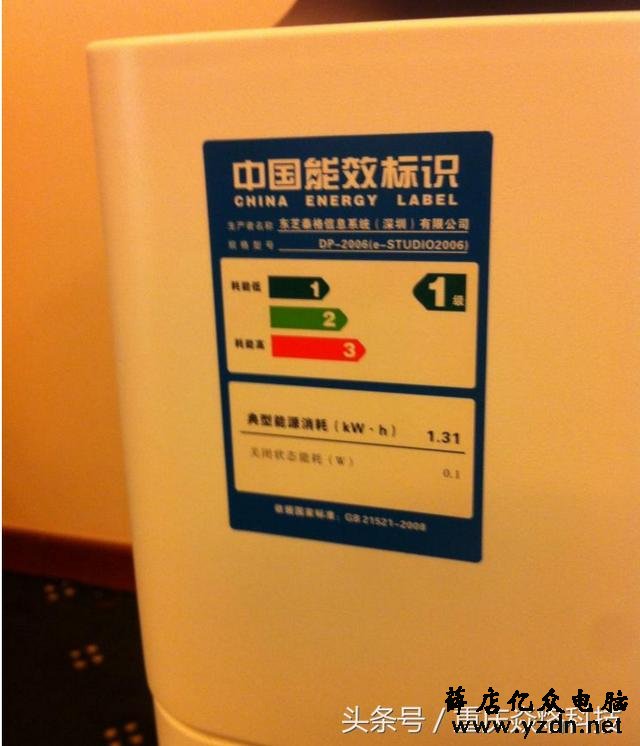 中国能效标识
CHINA ENERGY LABEL
生产者名称 东芝泰格信息系统(深圳)有限公司
规格型号 DP-2006(e-STUDIO2006)
耗能低 1
1级
2
耗能高 3
典型能源消耗(kW·h) 1.31
关闭状态能耗(W) 0.1
依据国家标准:GB 21521-2008
薛店亿众电脑
头条号/重庆
www.yzdn.net